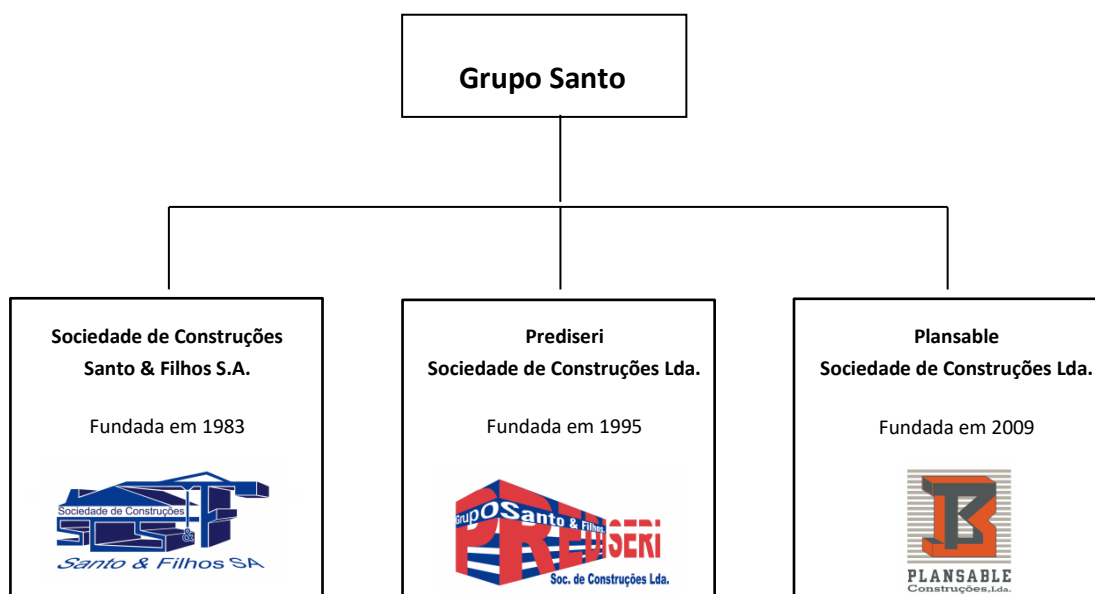 Grupo Santo
Sociedade de Construções
Santo & Filhos S.A.
Fundada em 1983
Sociedade de Construções
SCS&F
Santo & Filhos SA
Prediseri
Sociedade de Construções Lda.
Fundada em 1995
GrupOSanto & Filhos
PREDISERi
Soc. de Construções Lda.
Plansable
Sociedade de Construções Lda.
Fundada em 2009
PLANSABLE
Construções,Lda.